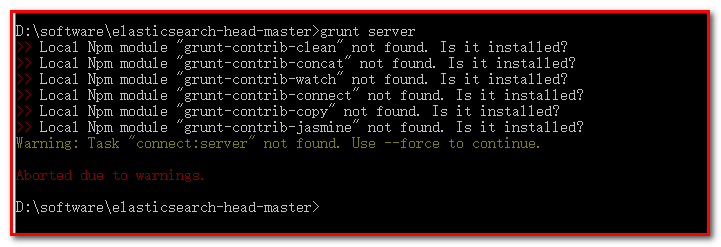 D:\software\elasticsearch-head-master>grunt server
>> Local Npm module "grunt-contrib-clean" not found. Is it installed?
>> Local Npm module "grunt-contrib-concat" not found. Is it installed?
>> Local Npm module "grunt-contrib-watch" not found. Is it installed?
>> Local Npm module "grunt-contrib-connect" not found. Is it installed?
>> Local Npm module "grunt-contrib-copy" not found. Is it installed?
>> Local Npm module "grunt-contrib-jasmine" not found. Is it installed?
Warning: Task "connect:server" not found. Use --force to continue.
Aborted due to warnings.
D:\software\elasticsearch-head-master>